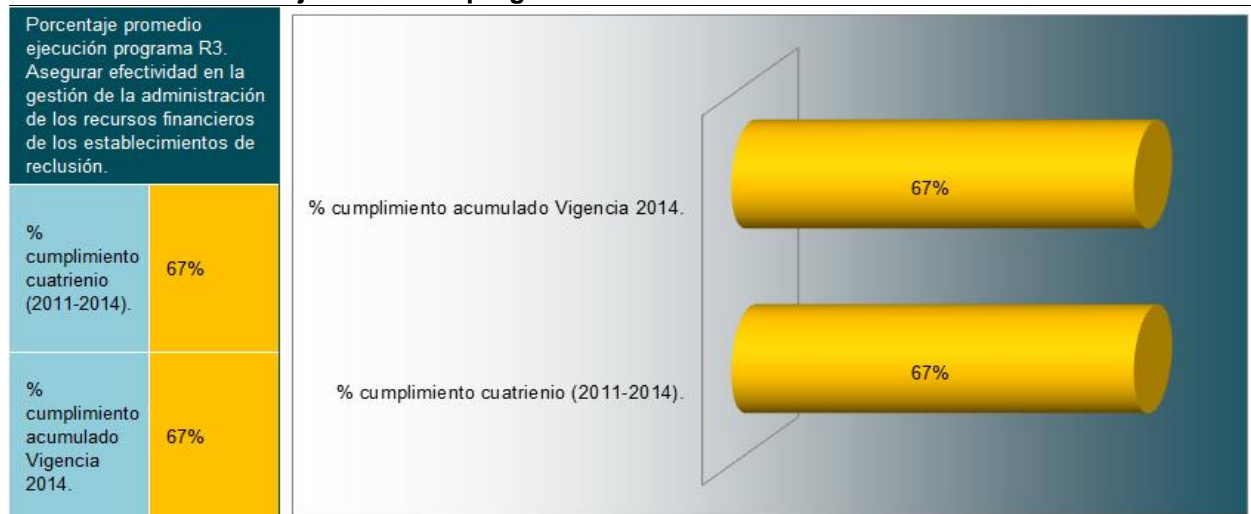 Porcentaje promedio
ejecución programa R3.
Asegurar efectividad en la
gestión de la administración
de los recursos financieros
de los establecimientos de
reclusión.
%
cumplimiento
cuatrienio
(2011-2014).
67%
%
cumplimiento
acumulado
Vigencia
2014.
67%
% cumplimiento acumulado Vigencia 2014.
67%
% cumplimiento cuatrienio (2011-2014).
67%